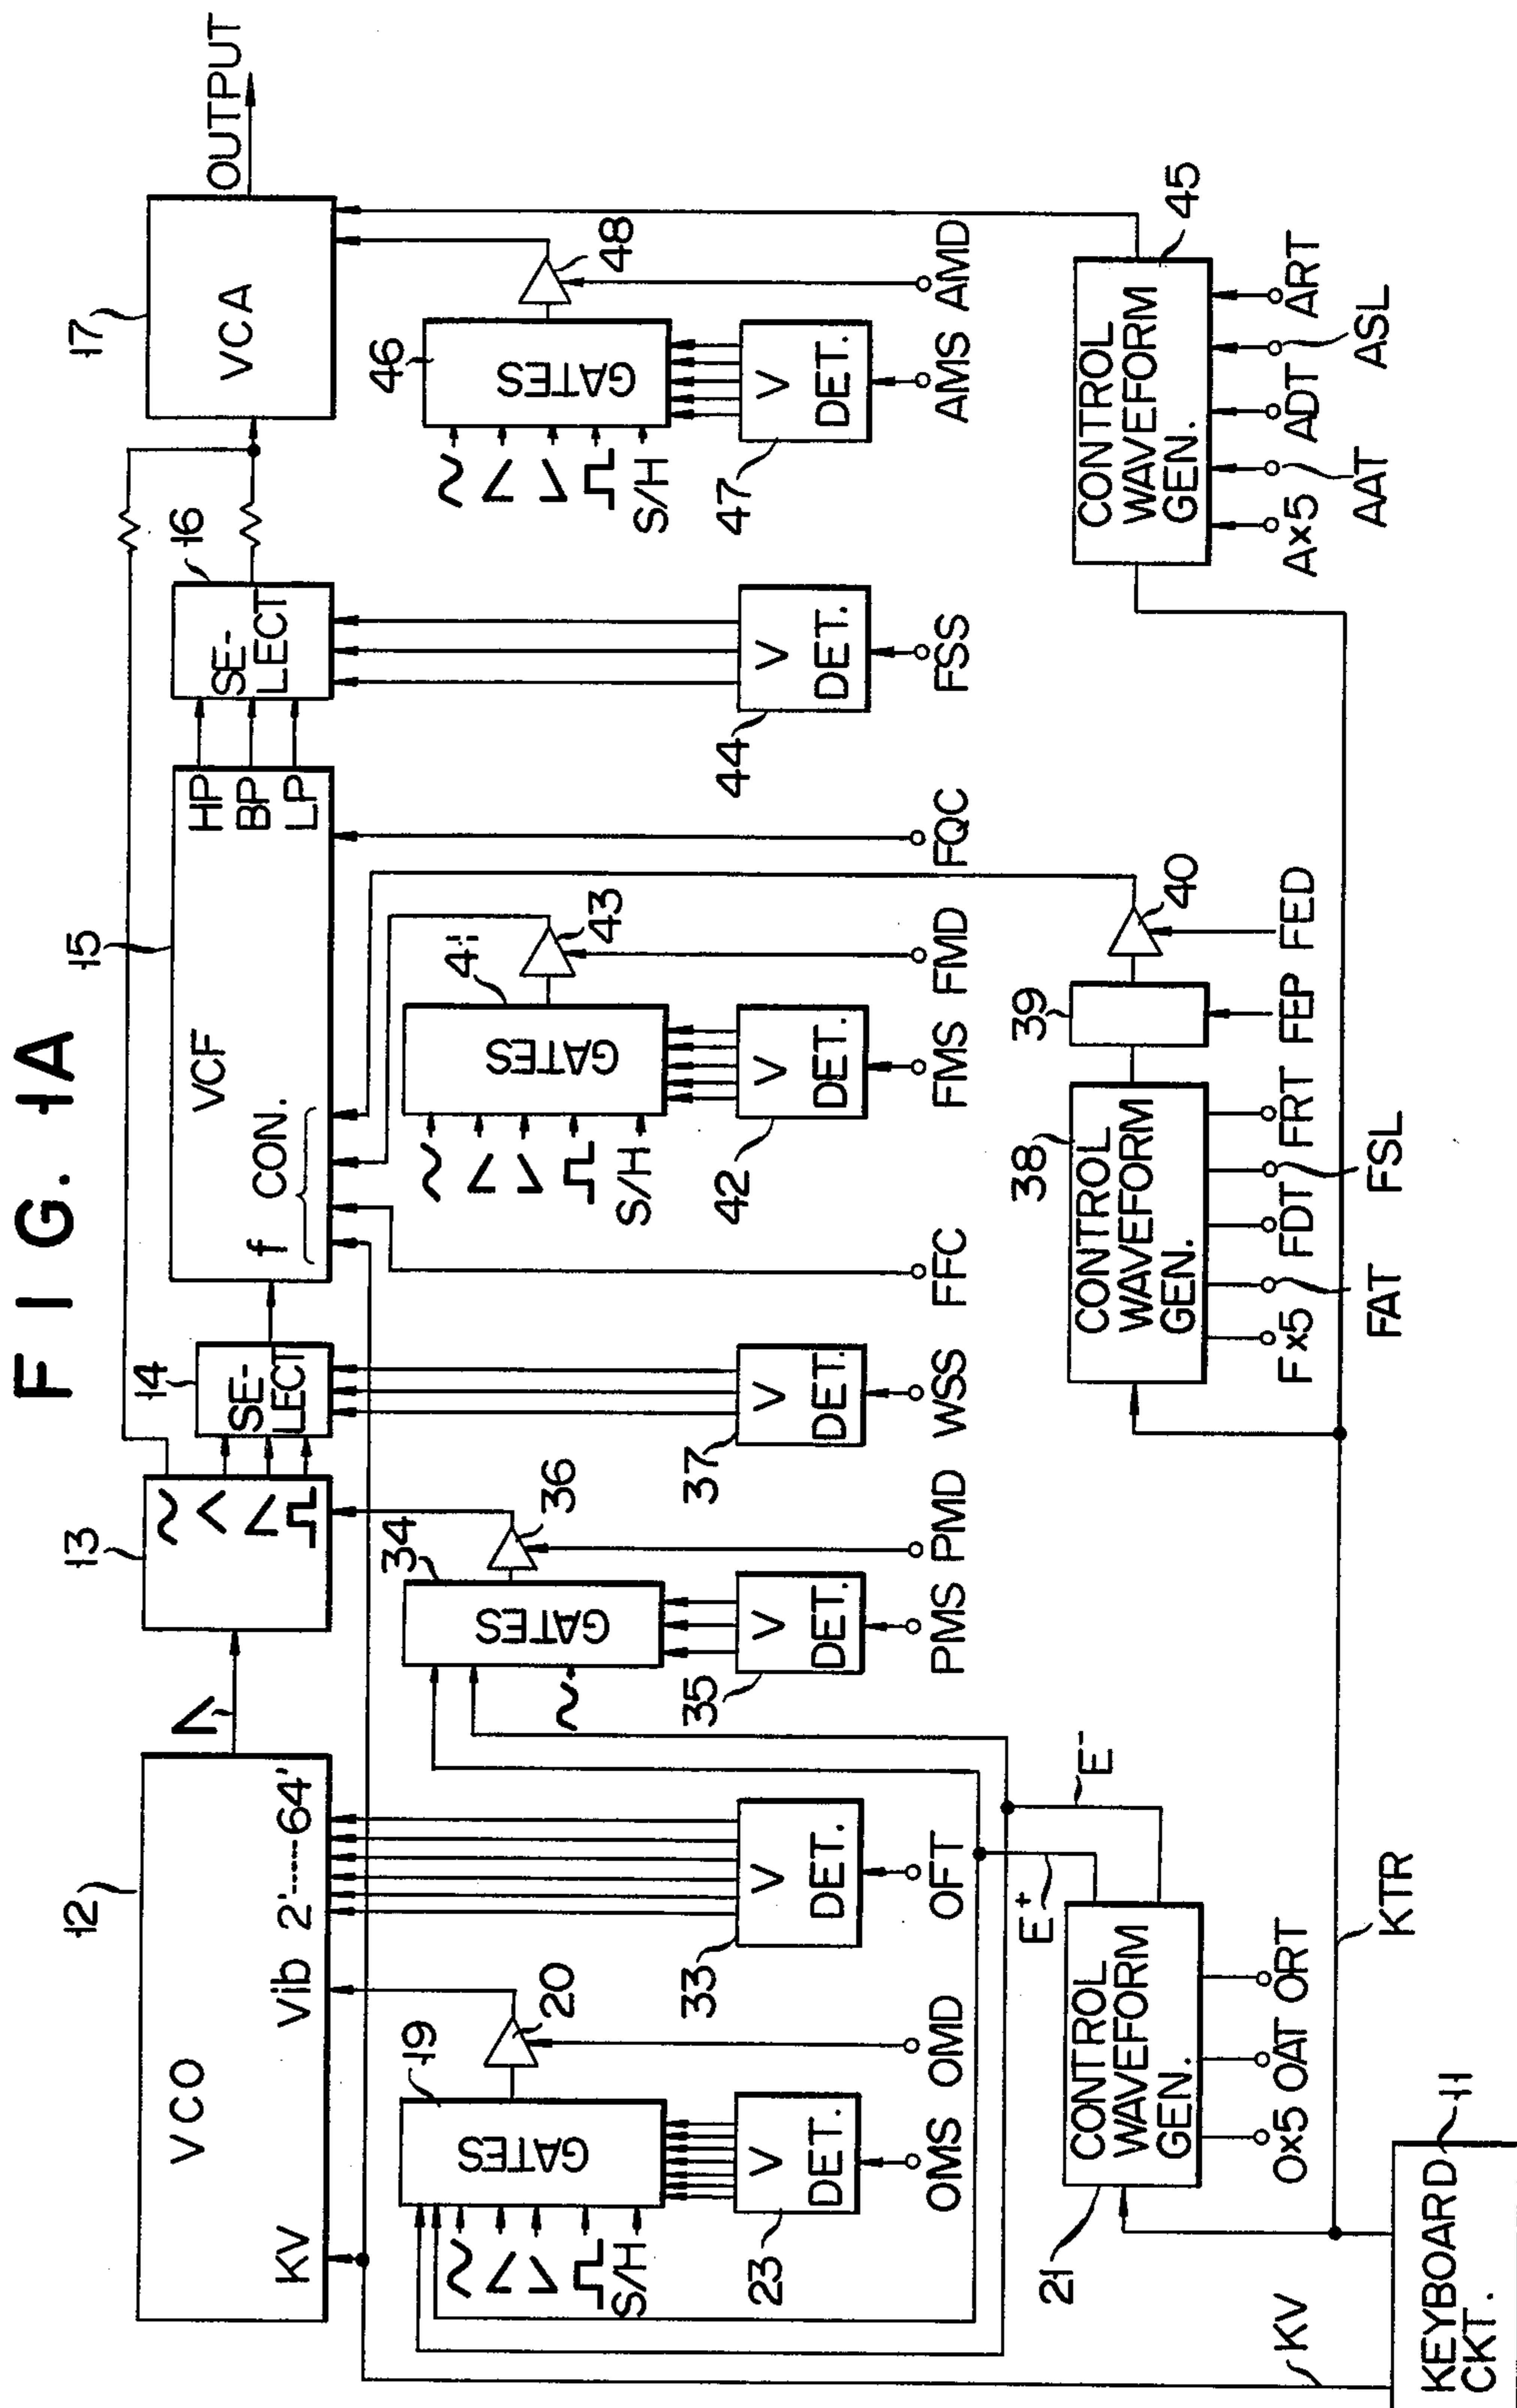 FIG. 1A
12
VCO
KV
Vib
2'-----64'
13
14
SE-
LECT
15
VCF
f CON.
HP
BP
LP
16
SE-
LECT
17
VCA
OUTPUT
19
GATES
S/H
20
23
V
DET.
OMS
OMD
33
V
DET.
OFT
34
GATES
36
35
V
DET.
PMS
PMD
37
V
DET.
WSS
FFC
41
GATES
S/H
43
42
V
DET.
FMS
FMD
FQC
44
V
DET.
FSS
46
GATES
S/H
48
47
V
DET.
AMS
AMD
KV
KEYBOARD
CKT.
11
21
CONTROL
WAVEFORM
GEN.
O×5
OAT
ORT
E+
E-
KTR
38
CONTROL
WAVEFORM
GEN.
F×5
FAT
FDT
FSL
FRT
39
FEP
40
FED
45
CONTROL
WAVEFORM
GEN.
A×5
AAT
ADT
ASL
ART